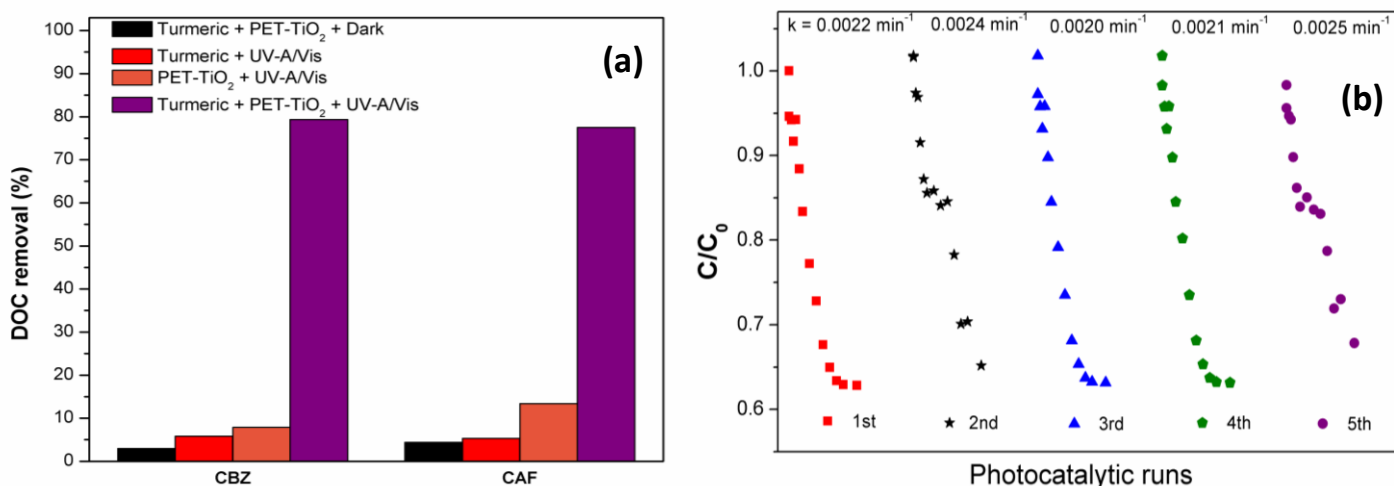 (a)
Turmeric + PET-TiO₂ + Dark
Turmeric + UV-A/Vis
PET-TiO₂ + UV-A/Vis
Turmeric + PET-TiO₂ + UV-A/Vis
DOC removal (%)
100
90
80
70
60
50
40
30
20
10
0
CBZ CAF
(b)
k = 0.0022 min⁻¹ 0.0024 min⁻¹ 0.0020 min⁻¹ 0.0021 min⁻¹ 0.0025 min⁻¹
C/C₀
1.0
0.9
0.8
0.7
0.6
1st 2nd 3rd 4th 5th
Photocatalytic runs